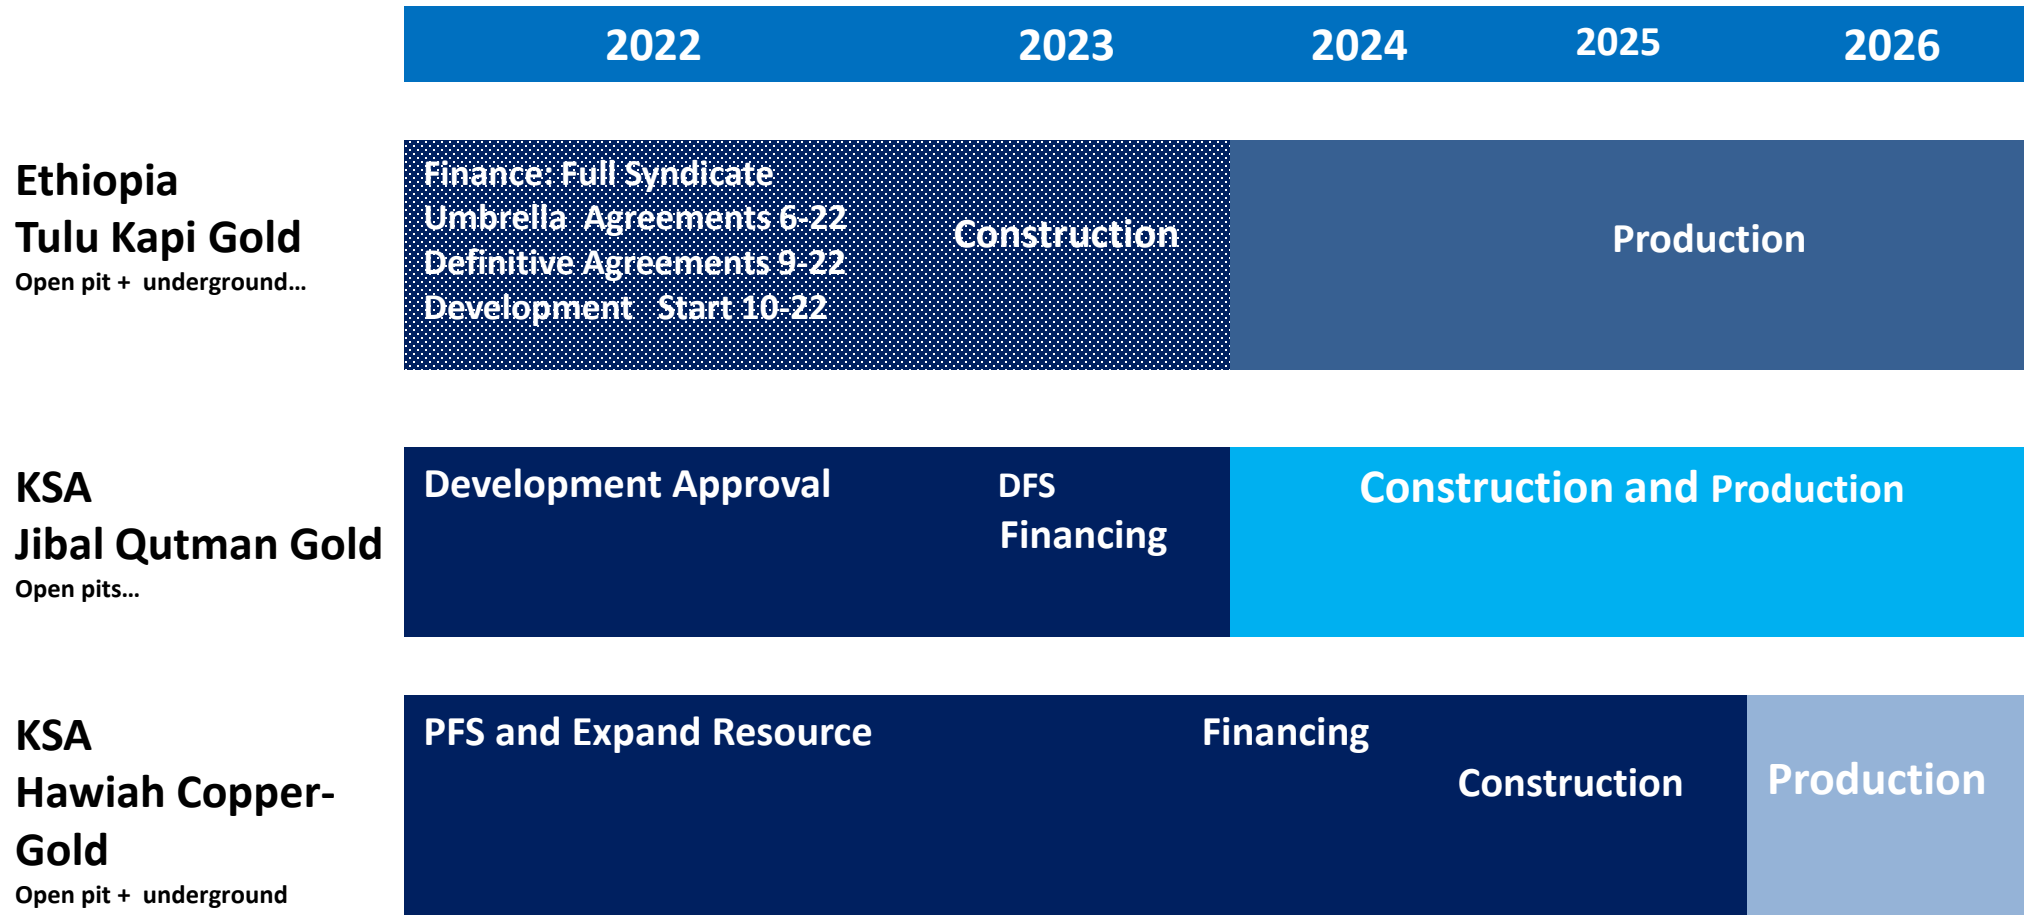 2022 2023 2024 2025 2026
Ethiopia
Tulu Kapi Gold
Open pit + underground…
Finance: Full Syndicate
Umbrella Agreements 6-22
Definitive Agreements 9-22
Development Start 10-22
Construction
Production
KSA
Jibal Qutman Gold
Open pits…
Development Approval
DFS
Financing
Construction and Production
KSA
Hawiah Copper-
Gold
Open pit + underground
PFS and Expand Resource
Financing
Construction
Production